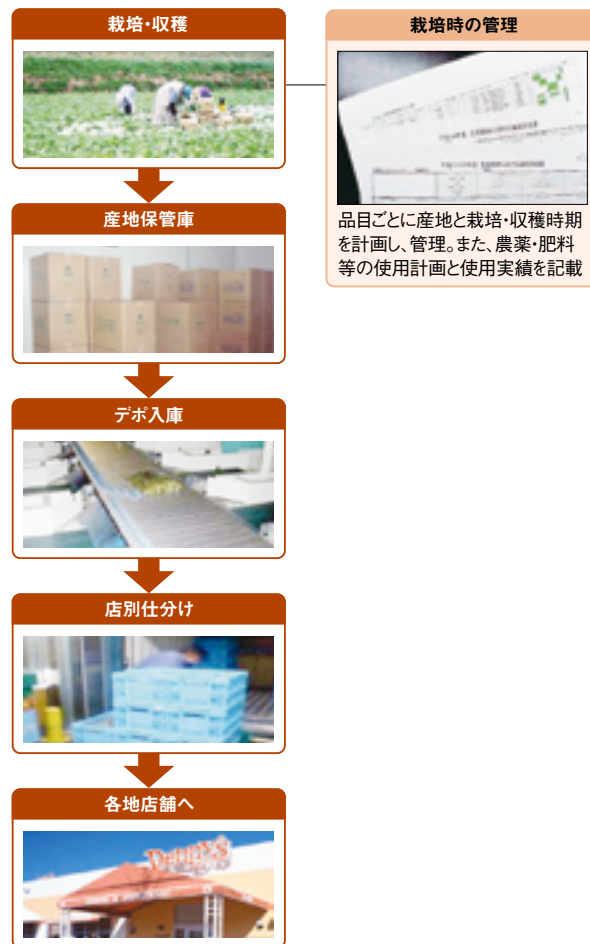 栽培・収穫
栽培時の管理
品目ごとに産地と栽培・収穫時期
を計画し、管理。また、農薬・肥料
等の使用計画と使用実績を記載
産地保管庫
デポ入庫
店別仕分け
各地店舗へ
Denny's